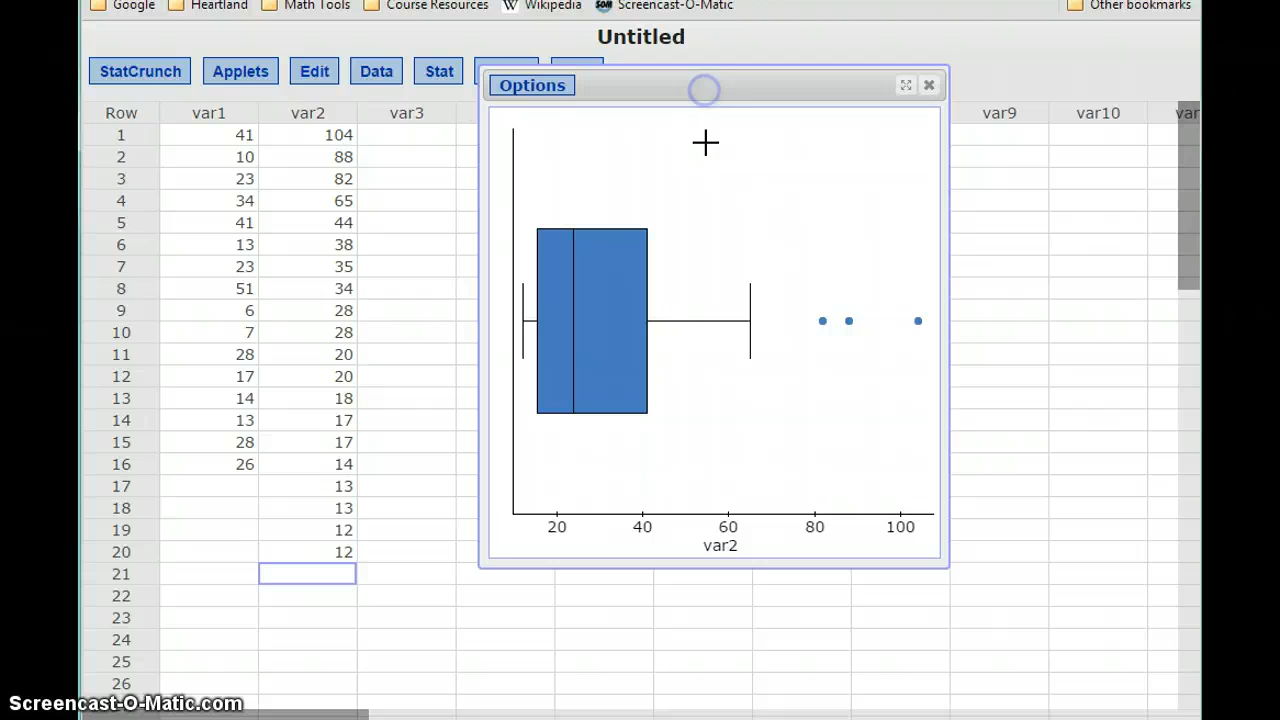 Google Heartland Math Tools Course Resources Wikipedia Screencast-O-Matic Other bookmarks
Untitled
StatCrunch Applets Edit Data Stat
Options
Row var1 var2 var3 var9 var10 var
1 41 104
2 10 88
3 23 82
4 34 65
5 41 44
6 13 38
7 23 35
8 51 34
9 6 28
10 7 28
11 28 20
12 17 20
13 14 18
14 13 17
15 28 17
16 26 14
17 13
18 13
19 12
20 12
21
22
23
24
25
26
20 40 60 80 100
var2
Screencast-O-Matic.com